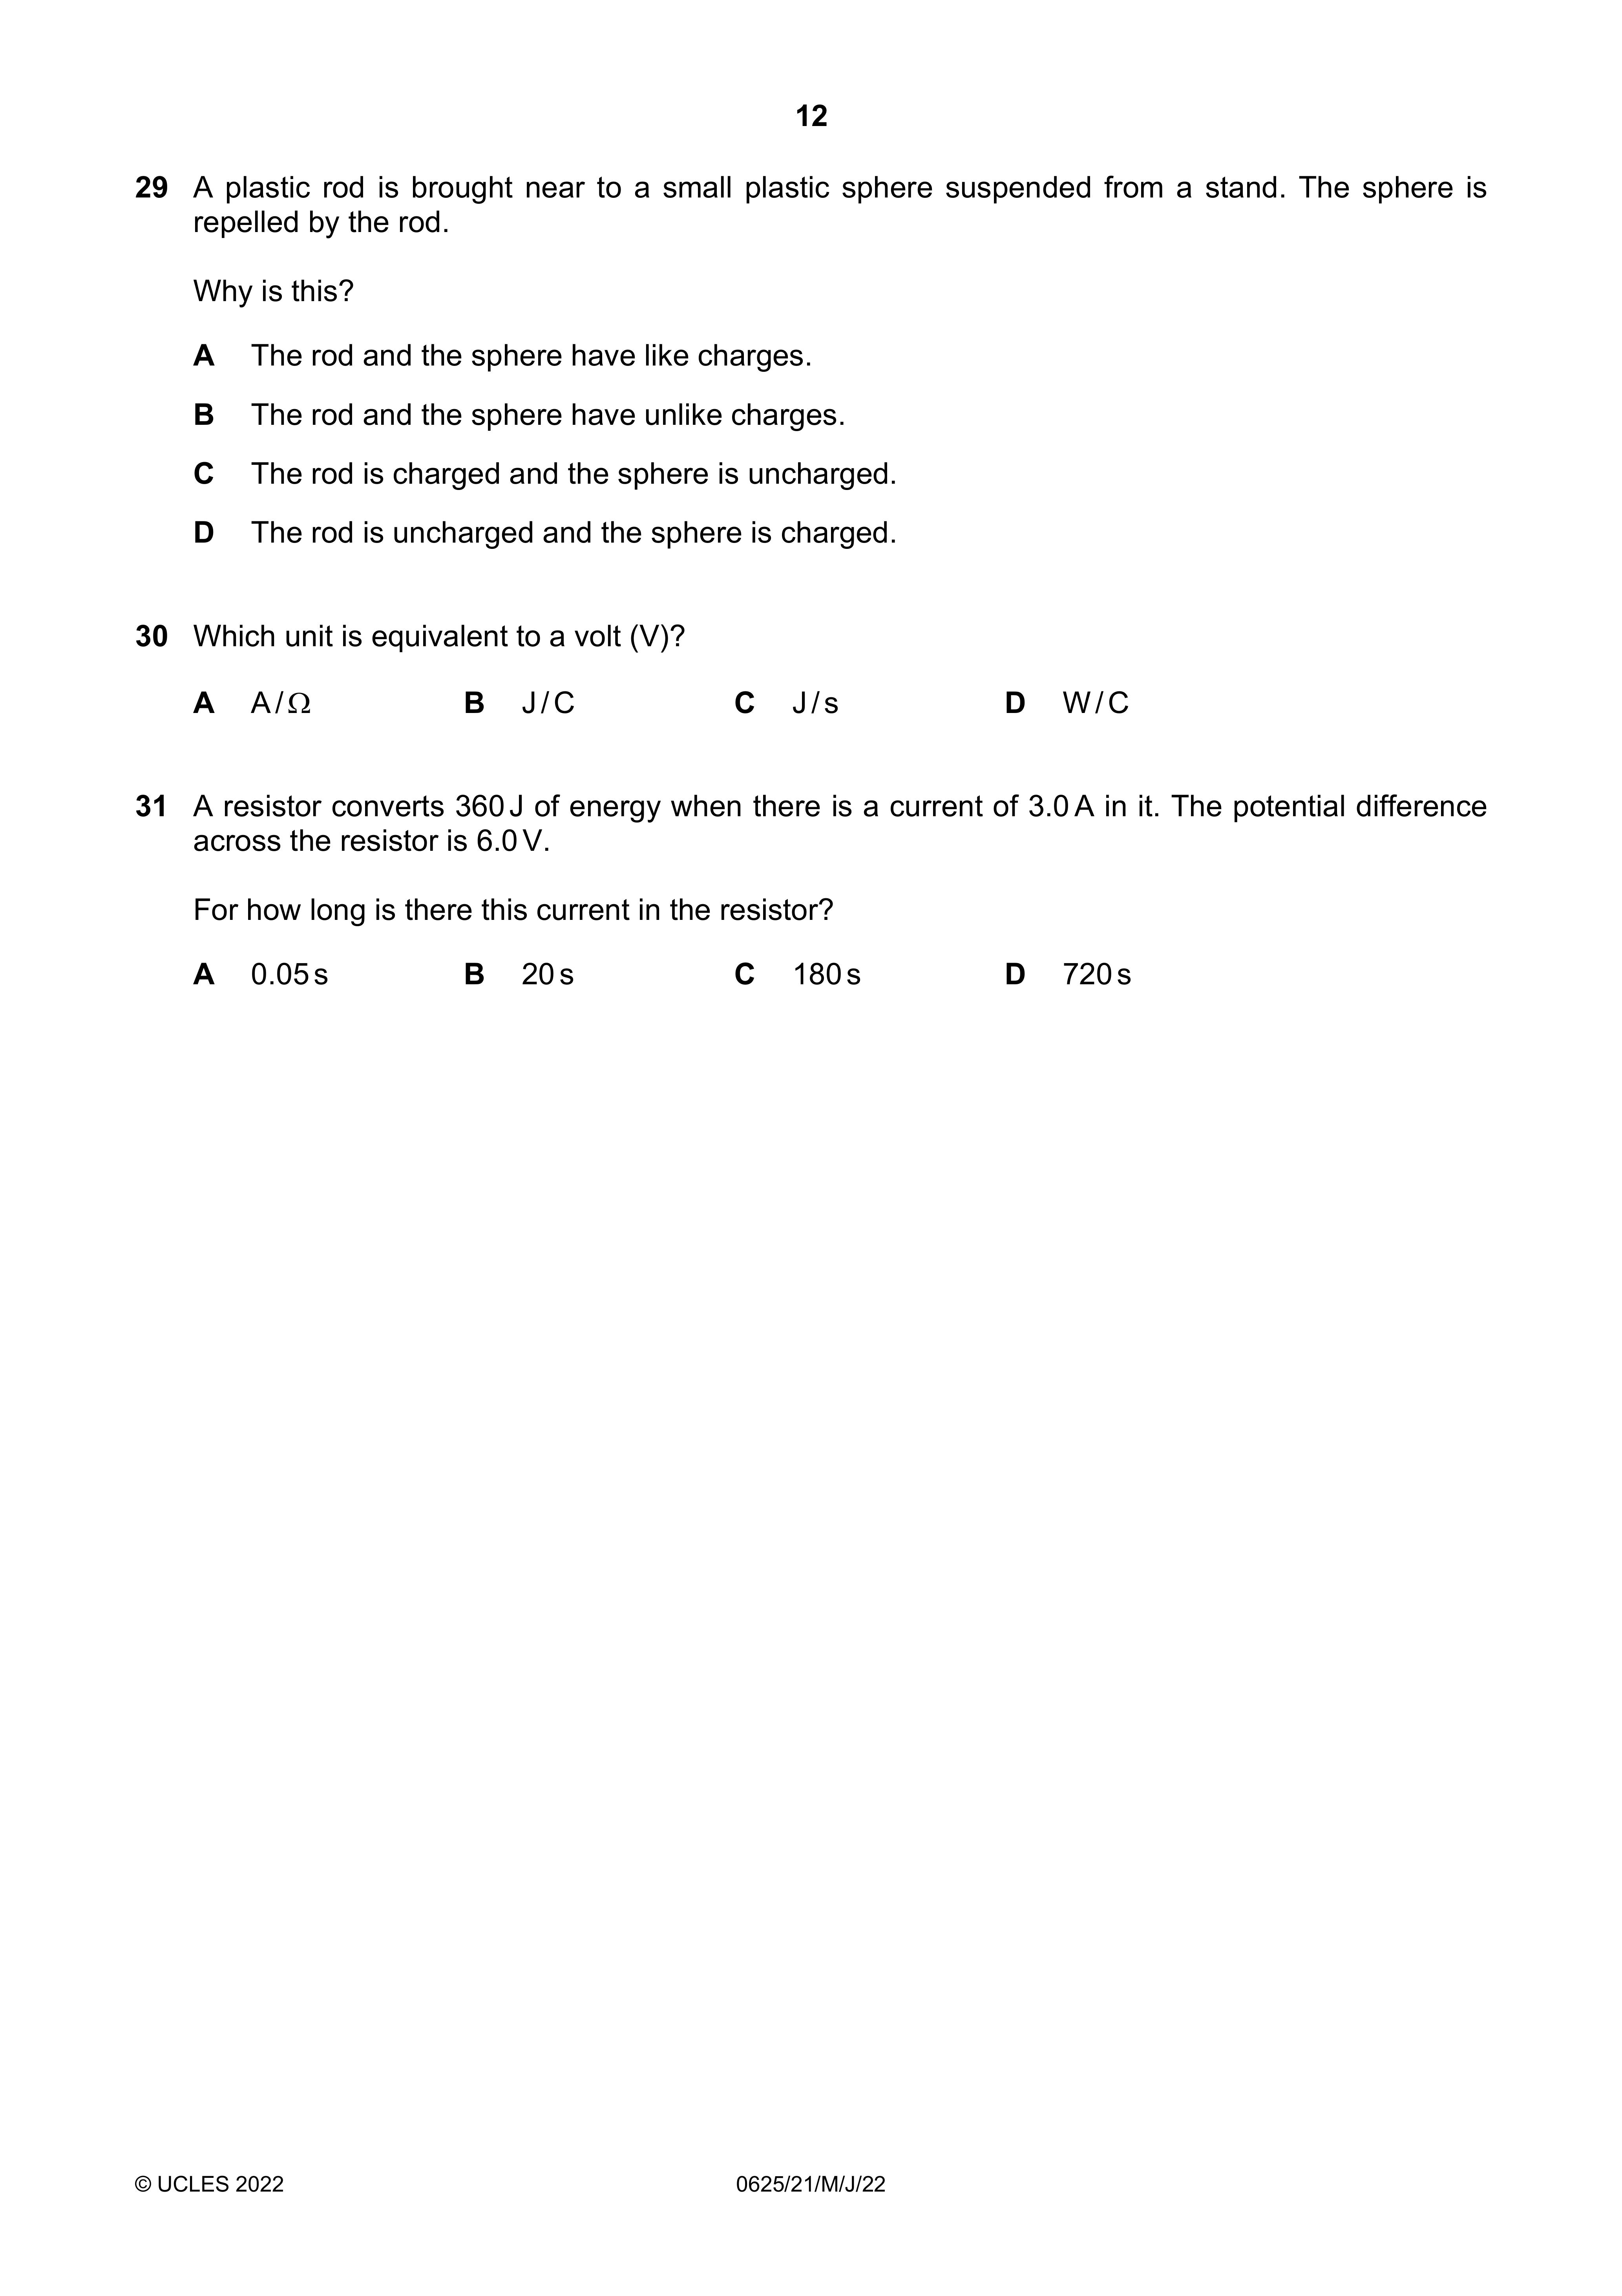 12
29 A plastic rod is brought near to a small plastic sphere suspended from a stand. The sphere is
repelled by the rod.
Why is this?
A The rod and the sphere have like charges.
B The rod and the sphere have unlike charges.
C The rod is charged and the sphere is uncharged.
D The rod is uncharged and the sphere is charged.
30 Which unit is equivalent to a volt (V)?
A A/Ω B J/C C J/s D W/C
31 A resistor converts 360 J of energy when there is a current of 3.0 A in it. The potential difference
across the resistor is 6.0 V.
For how long is there this current in the resistor?
A 0.05 s B 20 s C 180 s D 720 s
© UCLES 2022 0625/21/M/J/22